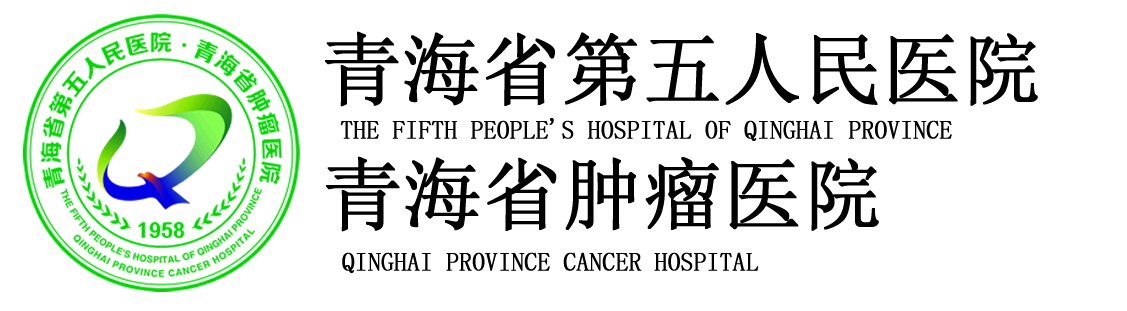 青海省第五人民医院·青海省肿瘤医院
THE FIFTH PEOPLE'S HOSPITAL OF QINGHAI PROVINCE
QINGHAI PROVINCE CANCER HOSPITAL
1958
青海省第五人民医院
THE FIFTH PEOPLE'S HOSPITAL OF QINGHAI PROVINCE
青海省肿瘤医院
QINGHAI PROVINCE CANCER HOSPITAL